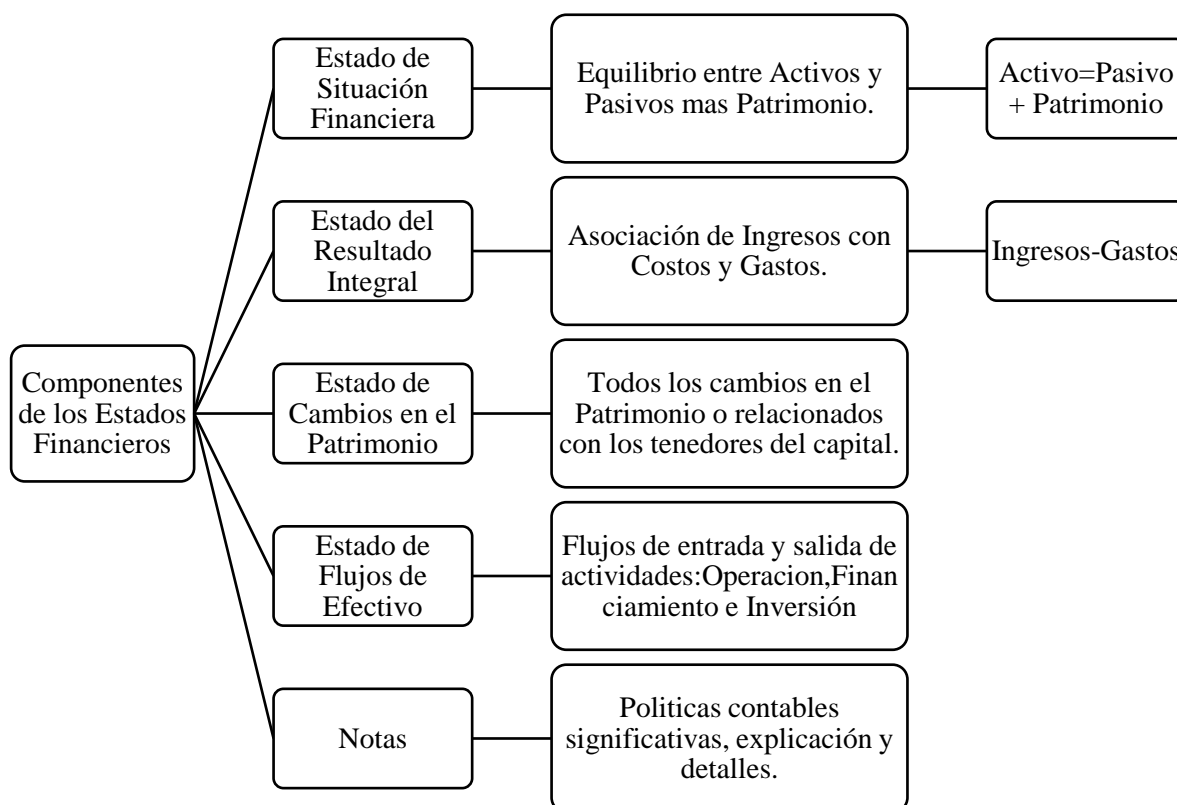 Componentes
de los Estados
Financieros
Estado de
Situación
Financiera
Equilibrio entre Activos y
Pasivos mas Patrimonio.
Activo=Pasivo
+ Patrimonio
Estado del
Resultado
Integral
Asociación de Ingresos con
Costos y Gastos.
Ingresos-Gastos
Estado de
Cambios en el
Patrimonio
Todos los cambios en el
Patrimonio o relacionados
con los tenedores del capital.
Estado de
Flujos de
Efectivo
Flujos de entrada y salida de
actividades:Operacion,Finan
ciamiento e Inversión
Notas
Politicas contables
significativas, explicación y
detalles.